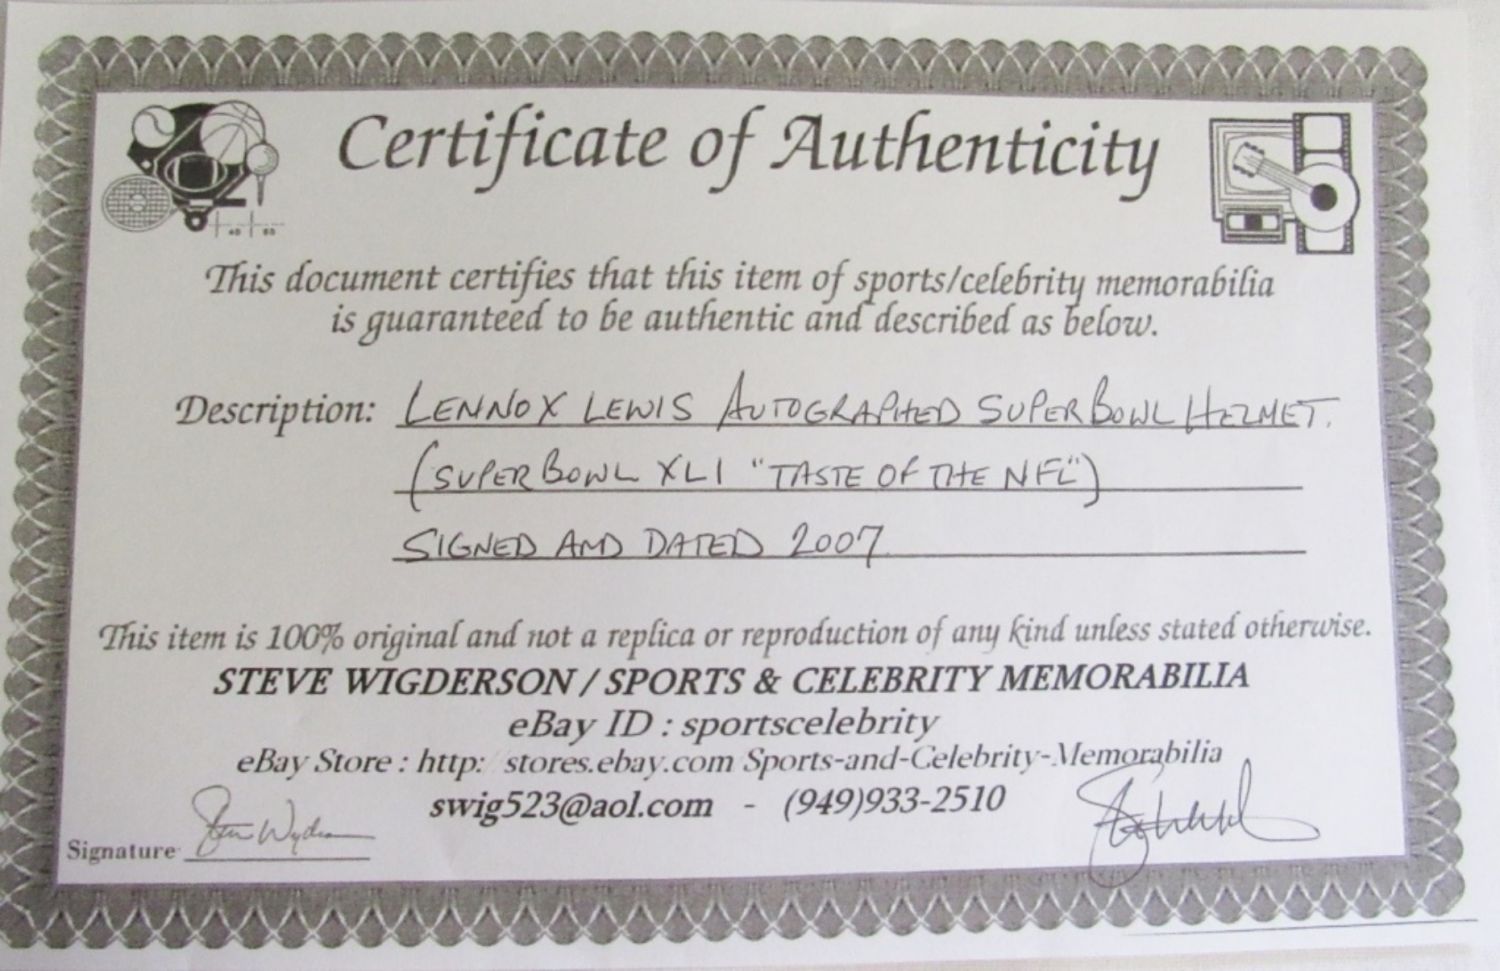 Certificate of Authenticity
This document certifies that this item of sports/celebrity memorabilia
is guaranteed to be authentic and described as below.
Description: LENNOX LEWIS AUTOGRAPHED SUPERBOWL HELMET.
(SUPERBOWL XLI "TASTE OF THE NFL")
SIGNED AND DATED 2007
This item is 100% original and not a replica or reproduction of any kind unless stated otherwise.
STEVE WIGDERSON / SPORTS & CELEBRITY MEMORABILIA
eBay ID : sportscelebrity
eBay Store : http: stores.ebay.com Sports-and-Celebrity-Memorabilia
swig523@aol.com - (949)933-2510
Signature